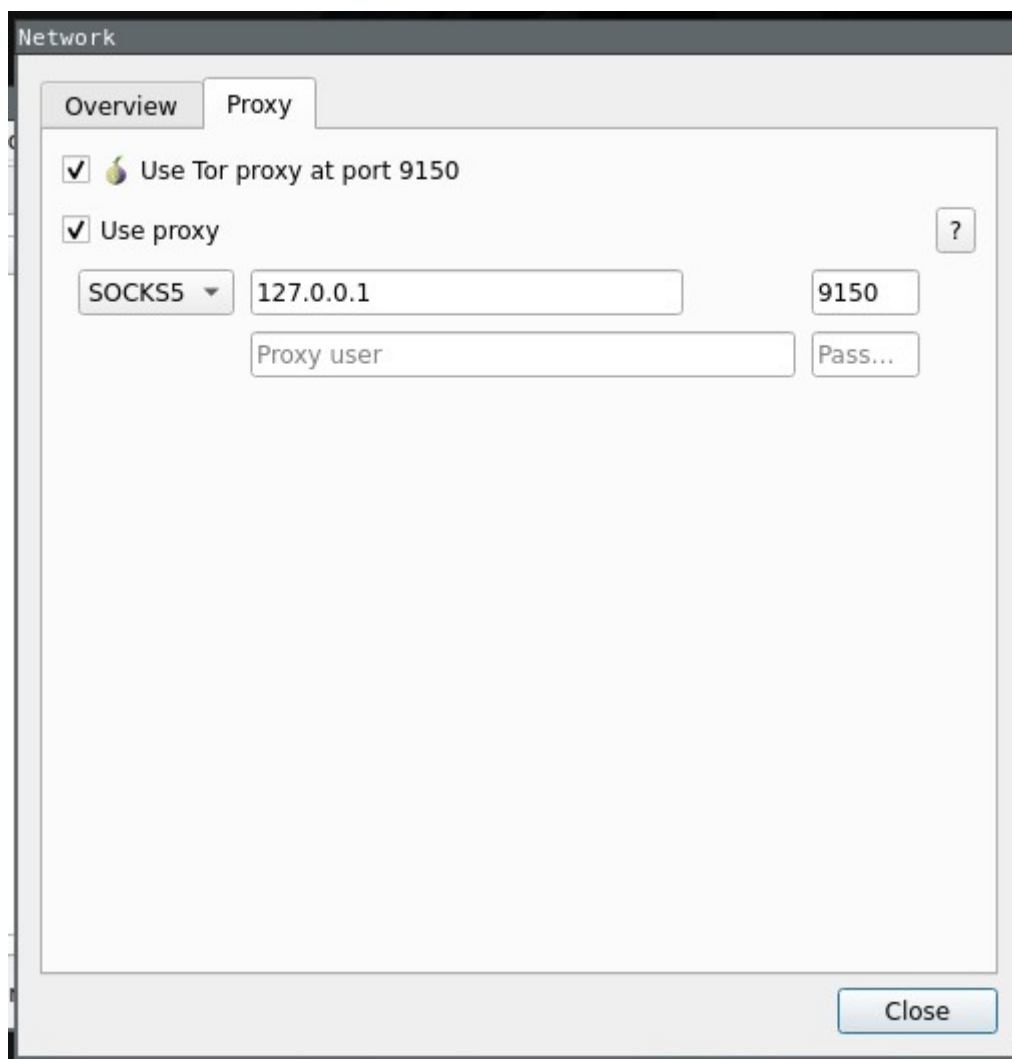 Network
Overview Proxy
Use Tor proxy at port 9150
Use proxy ?
SOCKS5 127.0.0.1 9150
Proxy user Pass...
Close